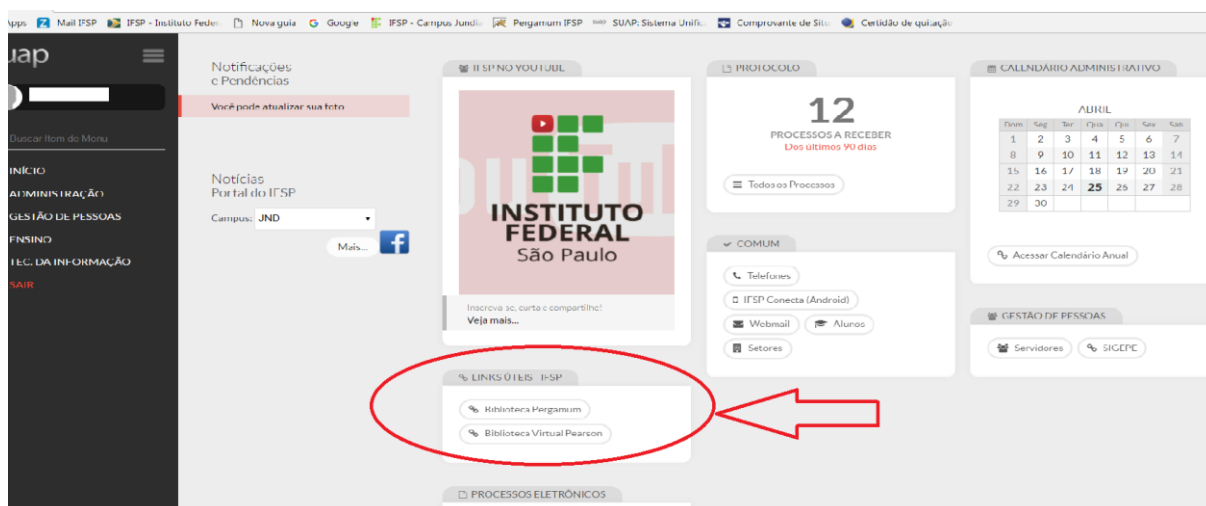 Apps Mail IFSP IFSP - Instituto Feder Nova guia Google IFSP - Campus Jundia Pergamum IFSP SUAP: Sistema Unific Comprovante de Situ Certidão de quitação
uap
Buscar Item de Menu
INÍCIO
ADMINISTRAÇÃO
GESTÃO DE PESSOAS
ENSINO
TEC. DA INFORMAÇÃO
SAIR
Notificações
e Pendências
Você pode atualizar sua foto
Notícias
Portal do IFSP
Campus: JND
Mais...
IFSP NO YOUTUBE
INSTITUTO
FEDERAL
São Paulo
Inscreva-se, curta e compartilhe!
Veja mais...
LINKS ÚTEIS - IFSP
Biblioteca Pergamum
Biblioteca Virtual Pearson
PROCESSOS ELETRÔNICOS
PROTOCOLO
12
PROCESSOS A RECEBER
Dos últimos 90 dias
Todos os Processos
COMUM
Telefones
IFSP Conecta (Android)
Webmail Alunos
Setores
CALENDÁRIO ADMINISTRATIVO
ABRIL
Dom Seg Ter Qua Qui Sex Sáb
1 2 3 4 5 6 7
8 9 10 11 12 13 14
15 16 17 18 19 20 21
22 23 24 25 26 27 28
29 30
Acessar Calendário Anual
GESTÃO DE PESSOAS
Servidores SIGEPE